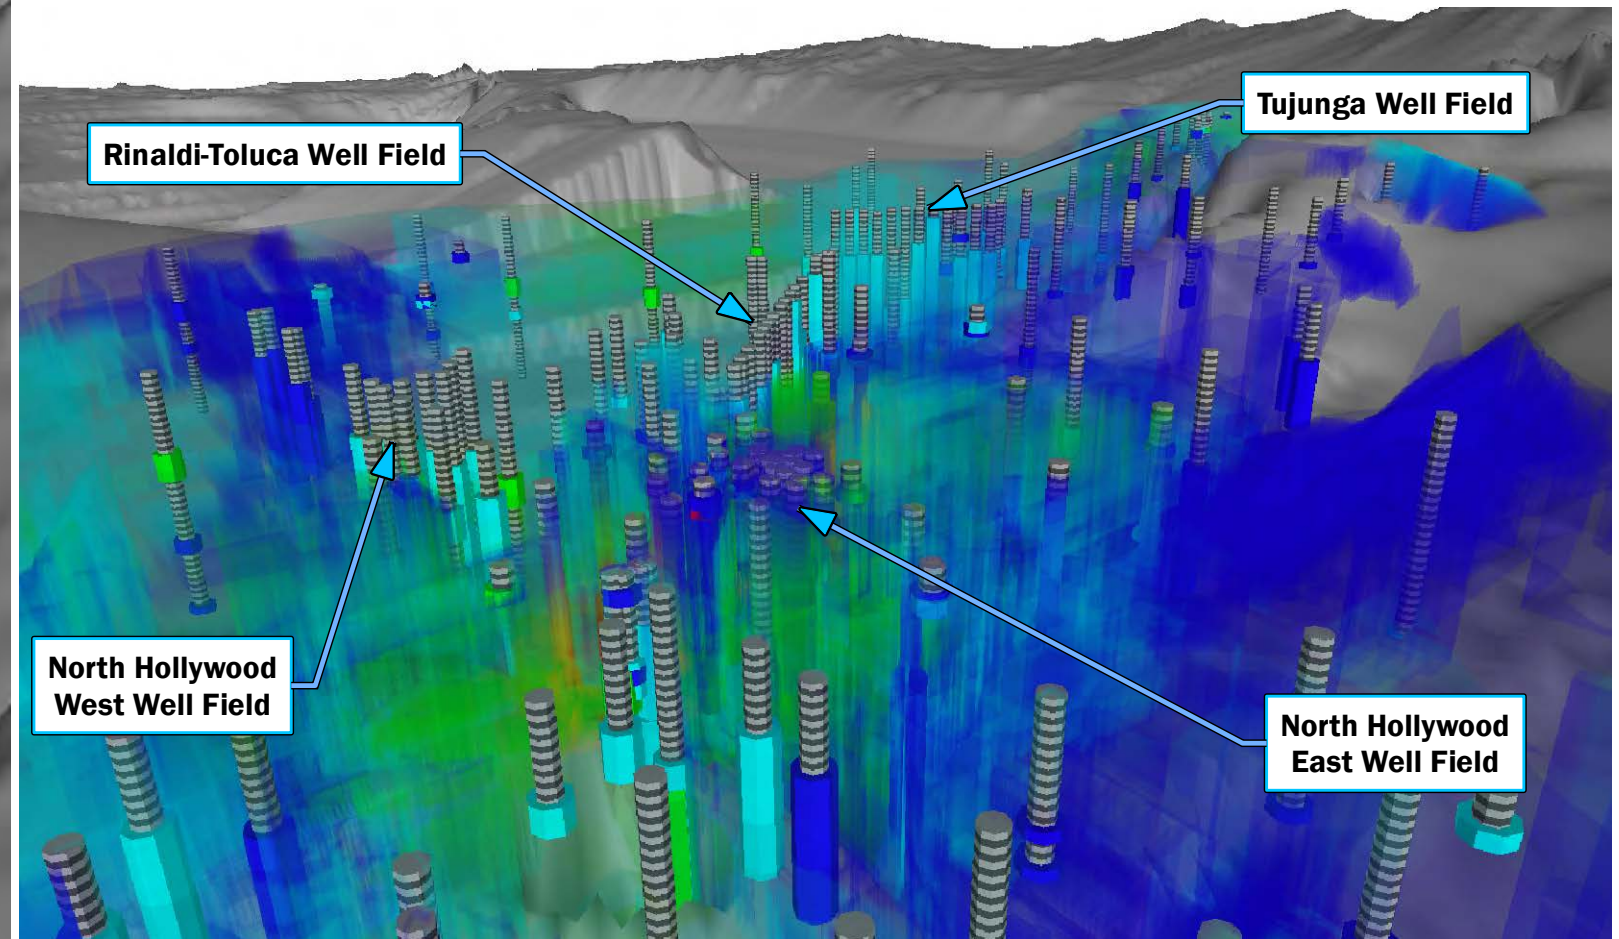 Tujunga Well Field
Rinaldi-Toluca Well Field
North Hollywood
West Well Field
North Hollywood
East Well Field